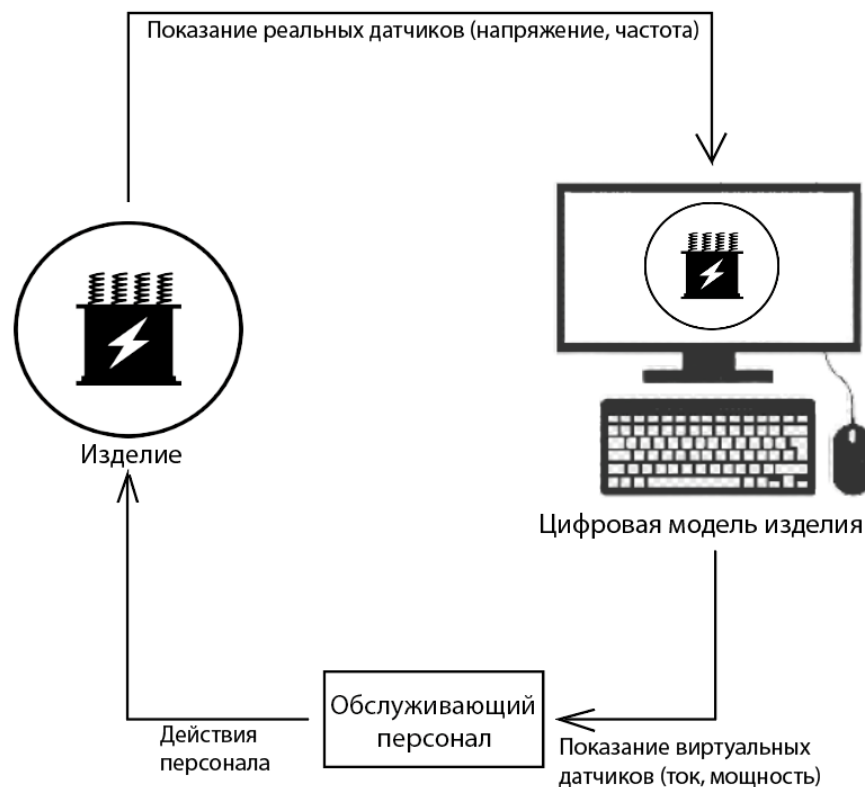 Показание реальных датчиков (напряжение, частота)
Изделие
Цифровая модель изделия
Обслуживающий
персонал
Действия
персонала
Показание виртуальных
датчиков (ток, мощность)